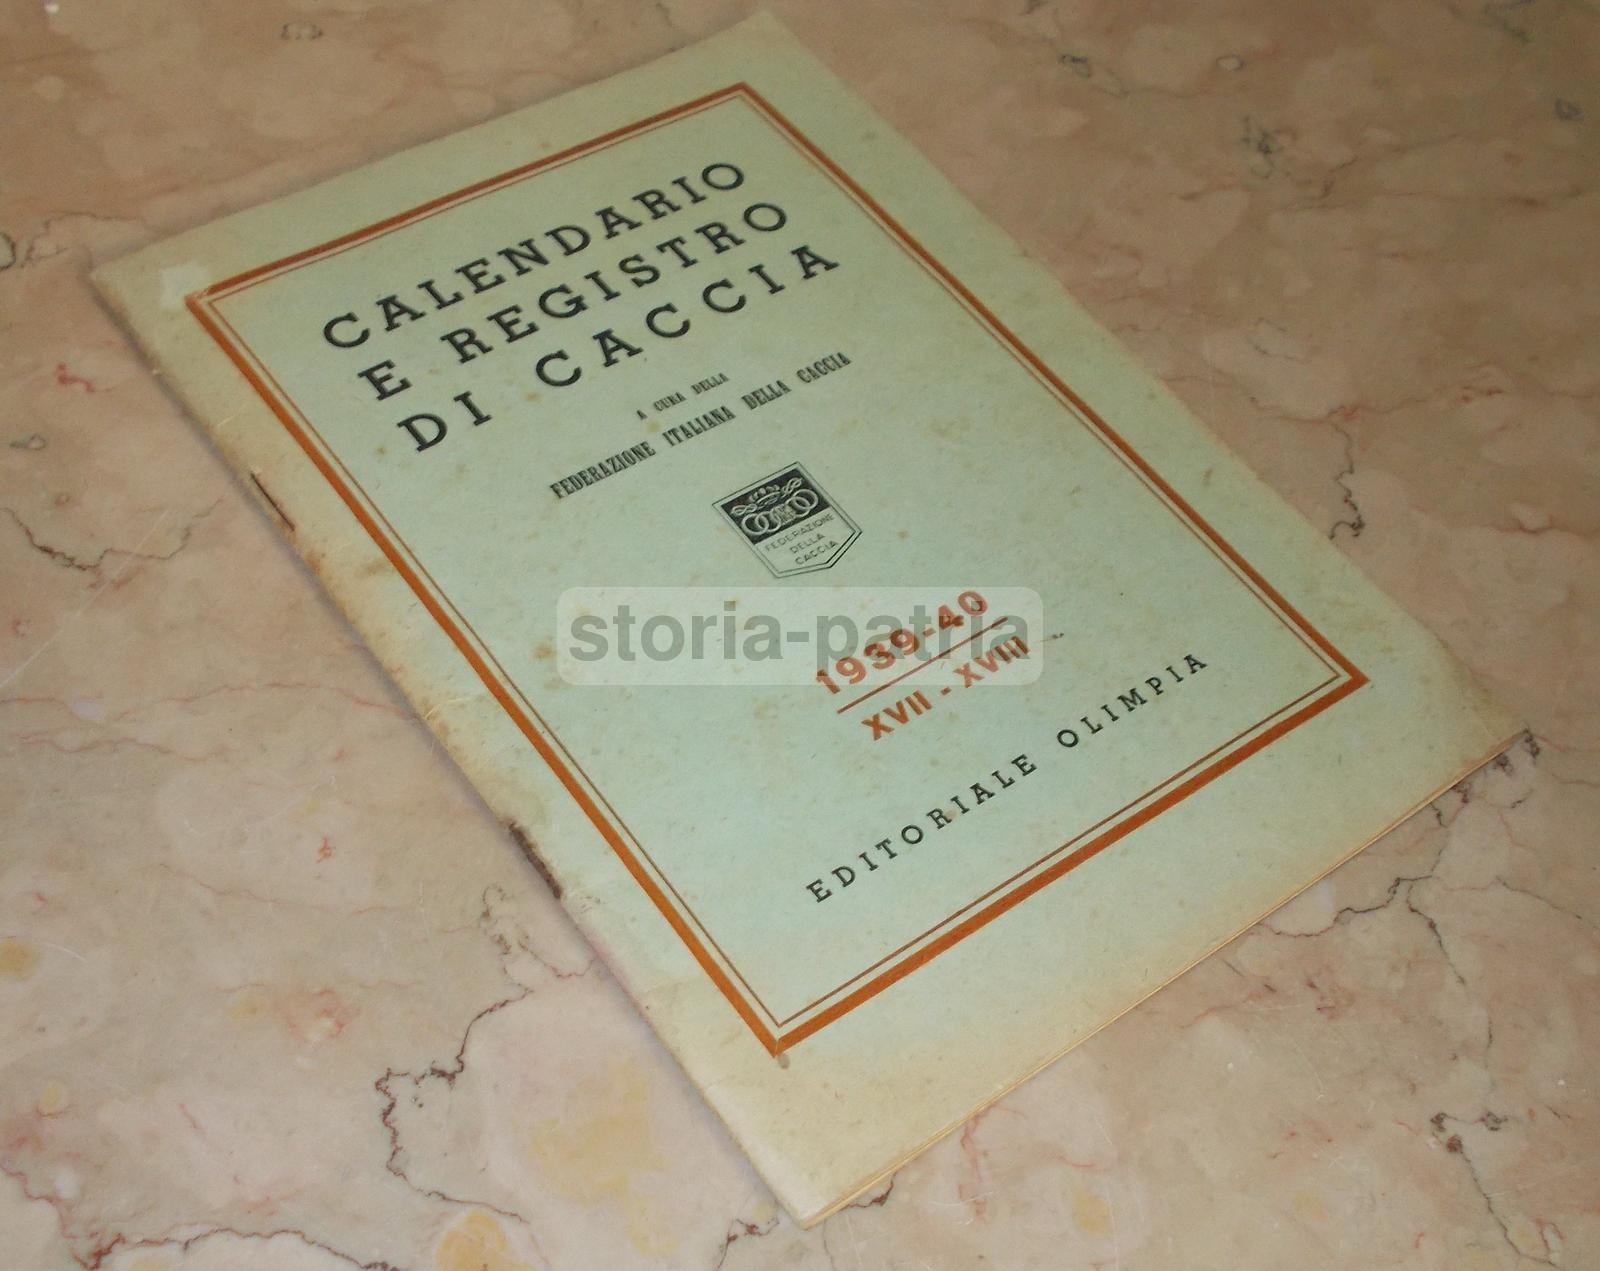 CALENDARIO
E REGISTRO
DI CACCIA
A CURA DELLA
FEDERAZIONE ITALIANA DELLA CACCIA
FEDERAZIONE
DELLA
CACCIA
storia-patria
1939-40
XVII - XVIII
EDITORIALE OLIMPIA